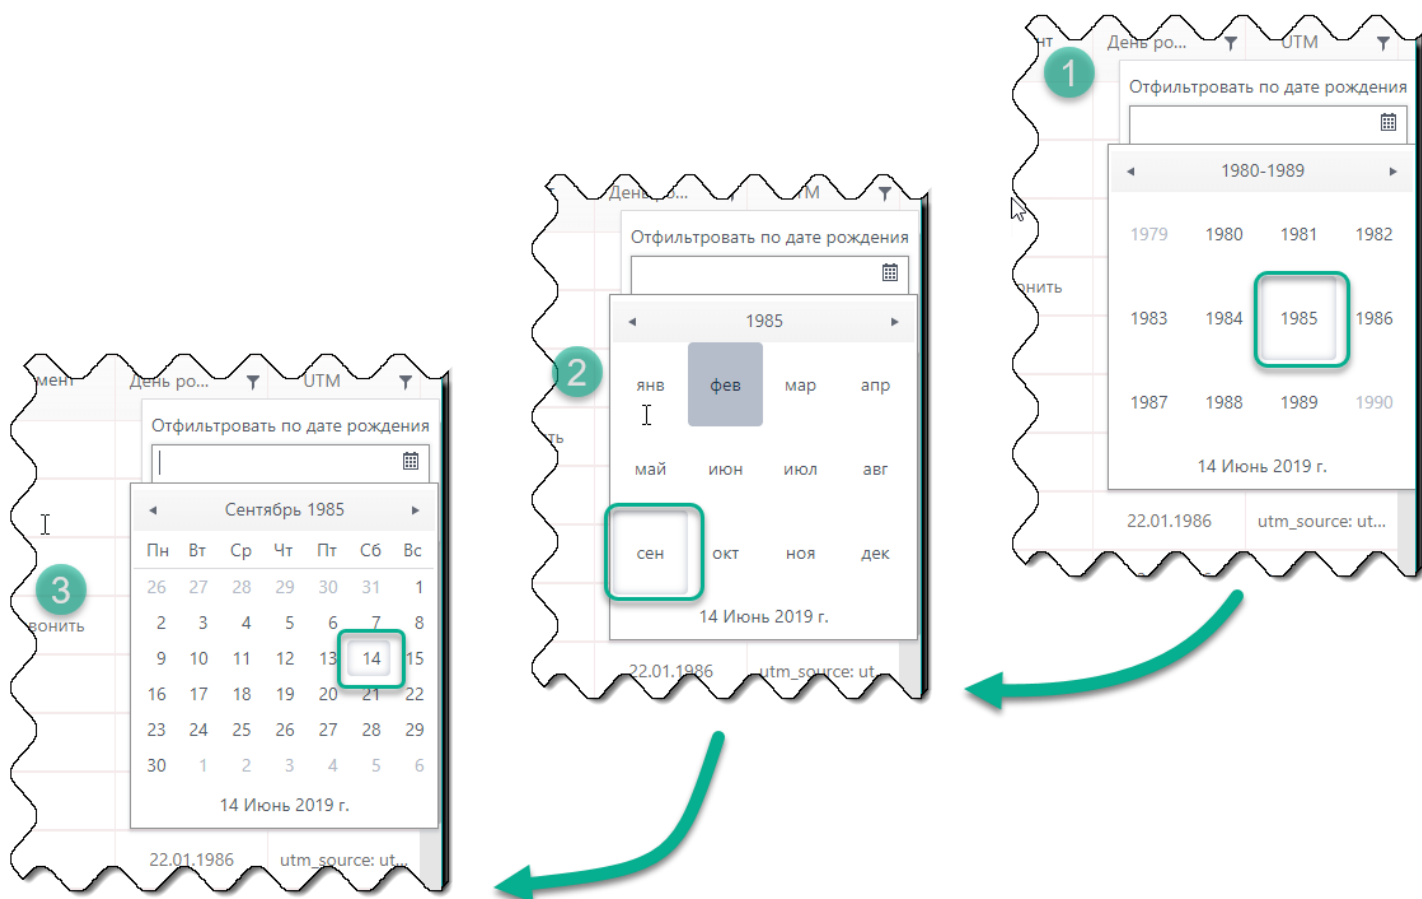 1
День ро... UTM
Отфильтровать по дате рождения
1980-1989
1979 1980 1981 1982
1983 1984 1985 1986
1987 1988 1989 1990
14 Июнь 2019 г.
22.01.1986 utm_source: ut...
2
Отфильтровать по дате рождения
1985
янв фев мар апр
май июн июл авг
сен окт ноя дек
14 Июнь 2019 г.
22.01.1986 utm_source: ut...
3
День ро... UTM
Отфильтровать по дате рождения
Сентябрь 1985
Пн Вт Ср Чт Пт Сб Вс
26 27 28 29 30 31 1
2 3 4 5 6 7 8
9 10 11 12 13 14 15
16 17 18 19 20 21 22
23 24 25 26 27 28 29
30 1 2 3 4 5 6
14 Июнь 2019 г.
22.01.1986 utm_source: ut...